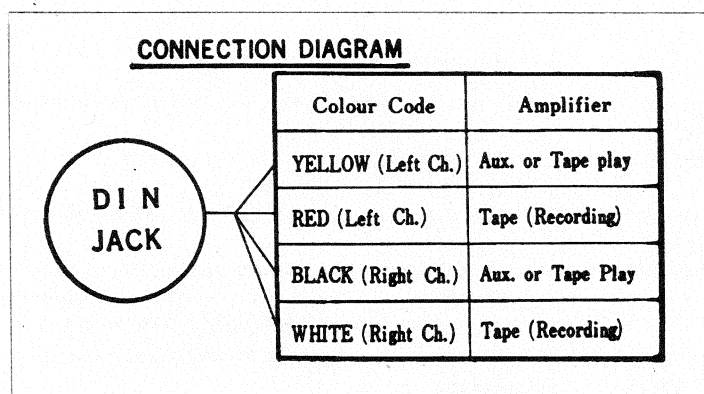 CONNECTION DIAGRAM
Colour Code Amplifier
DIN
JACK
YELLOW (Left Ch.) Aux. or Tape play
RED (Left Ch.) Tape (Recording)
BLACK (Right Ch.) Aux. or Tape Play
WHITE (Right Ch.) Tape (Recording)